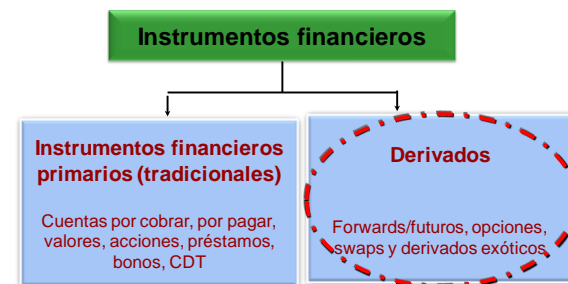 Instrumentos financieros
Instrumentos financieros
primarios (tradicionales)
Cuentas por cobrar, por pagar,
valores, acciones, préstamos,
bonos, CDT
Derivados
Forwards/futuros, opciones,
swaps y derivados exóticos